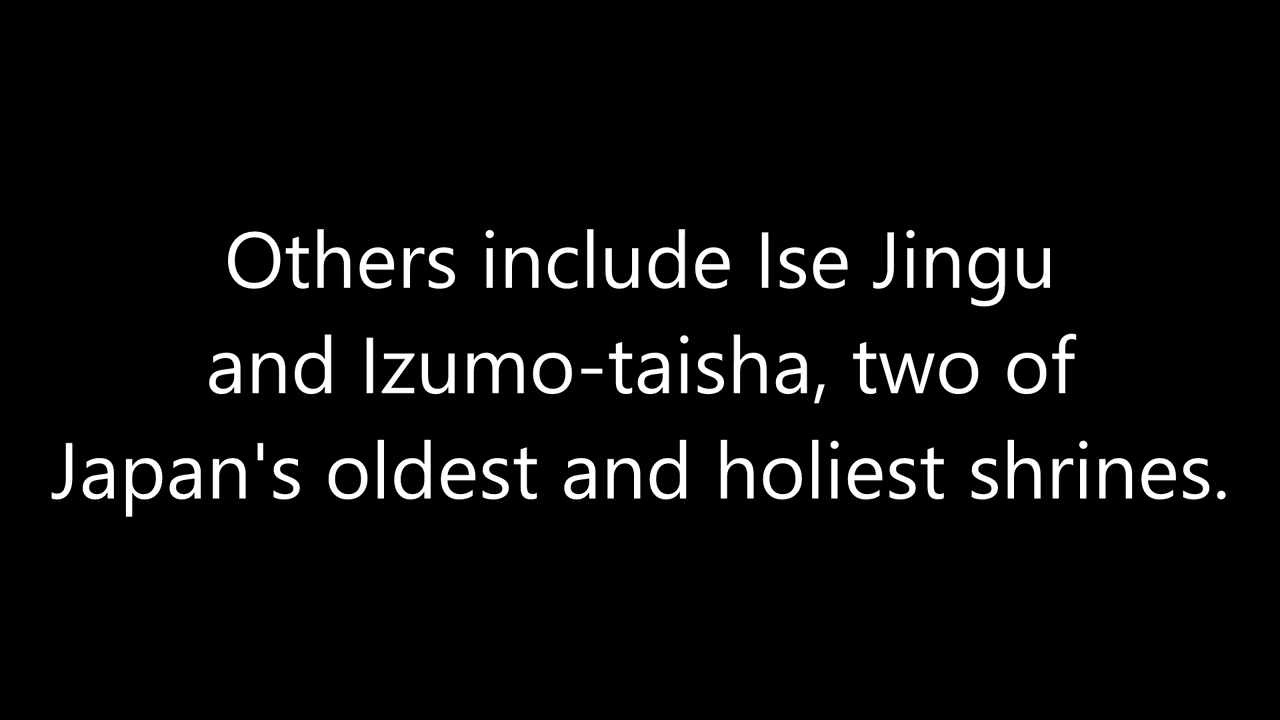 Others include Ise Jingu
and Izumo-taisha, two of
Japan's oldest and holiest shrines.